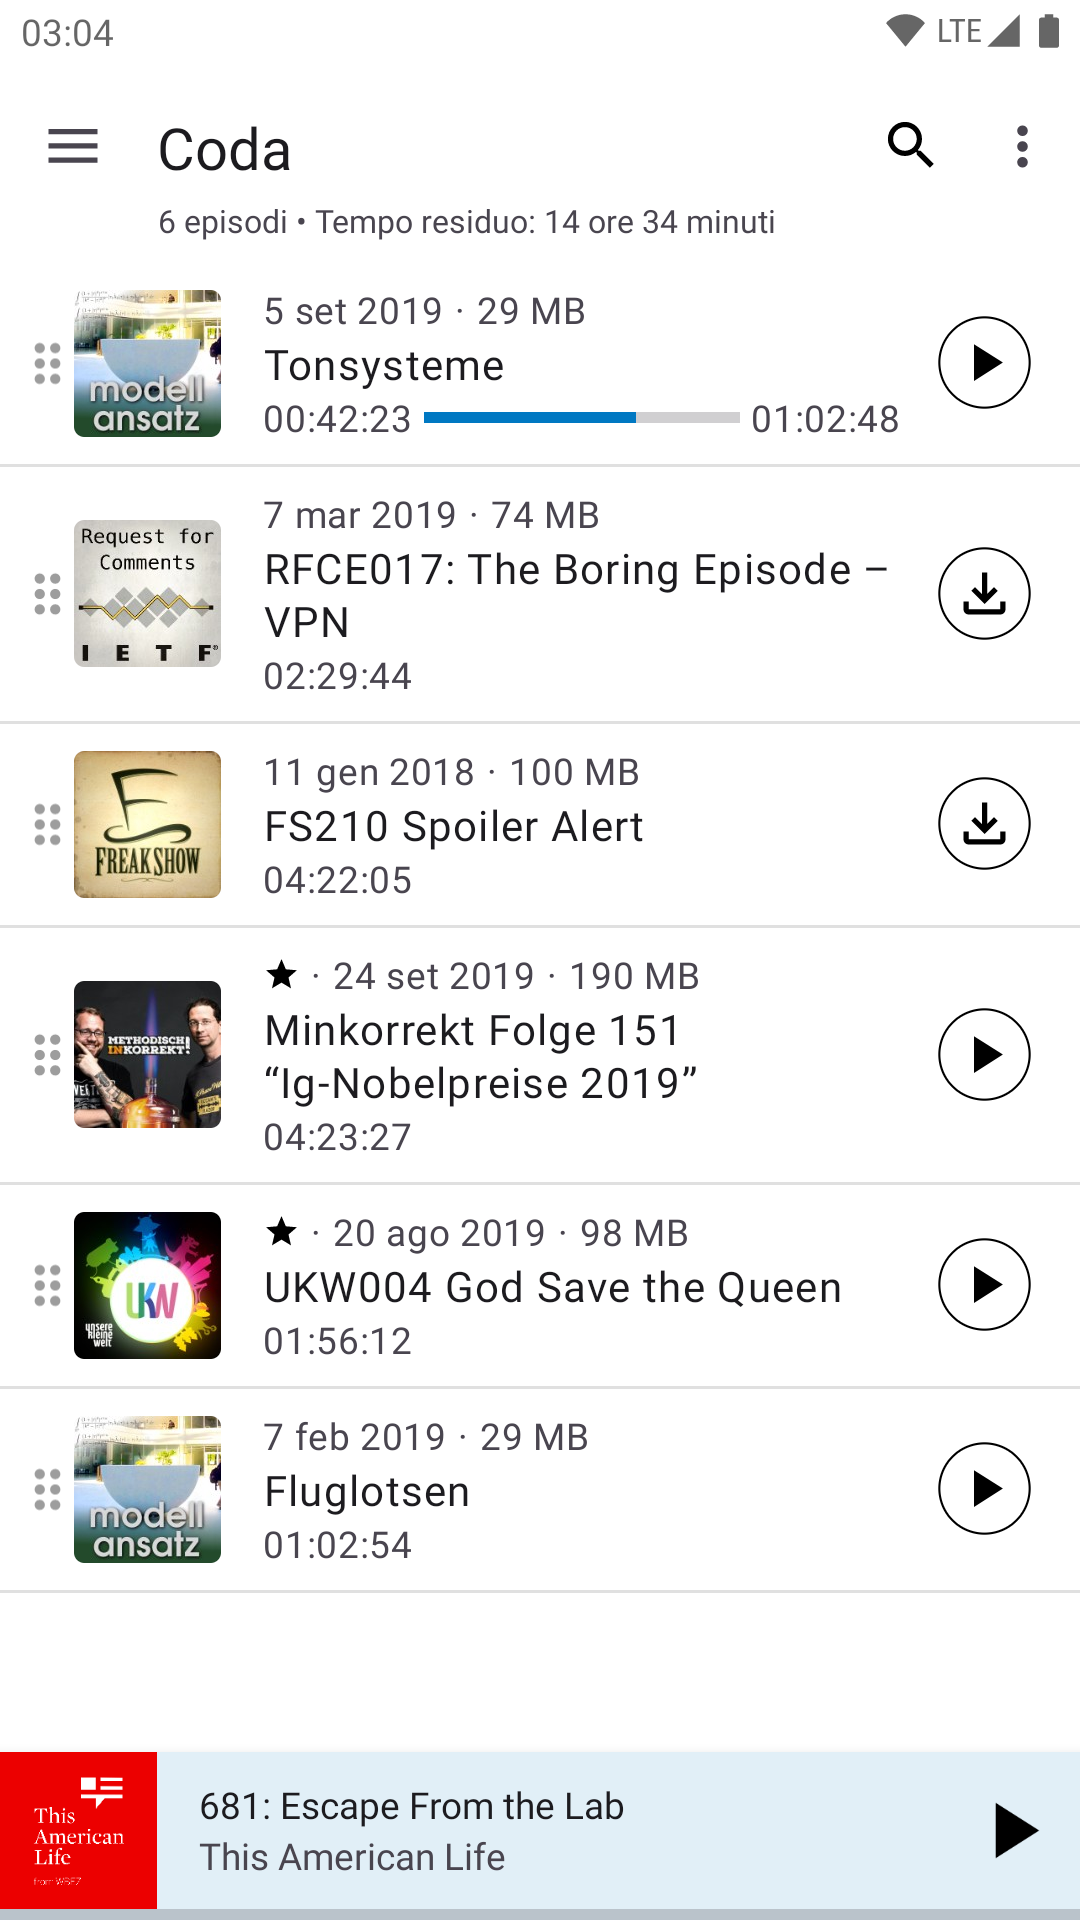 03:04
LTE
Coda
6 episodi • Tempo residuo: 14 ore 34 minuti
5 set 2019 · 29 MB
Tonsysteme
00:42:23
01:02:48
modell
ansatz
7 mar 2019 · 74 MB
RFCE017: The Boring Episode –
VPN
02:29:44
Request for
Comments
I E T F®
11 gen 2018 · 100 MB
FS210 Spoiler Alert
04:22:05
FREAK SHOW
· 24 set 2019 · 190 MB
Minkorrekt Folge 151
“Ig-Nobelpreise 2019”
04:23:27
METHODISCH
INKORREKT!
· 20 ago 2019 · 98 MB
UKW004 God Save the Queen
01:56:12
UKW
unsere
kleine
welt
7 feb 2019 · 29 MB
Fluglotsen
01:02:54
modell
ansatz
This
American
Life
from WBEZ
681: Escape From the Lab
This American Life